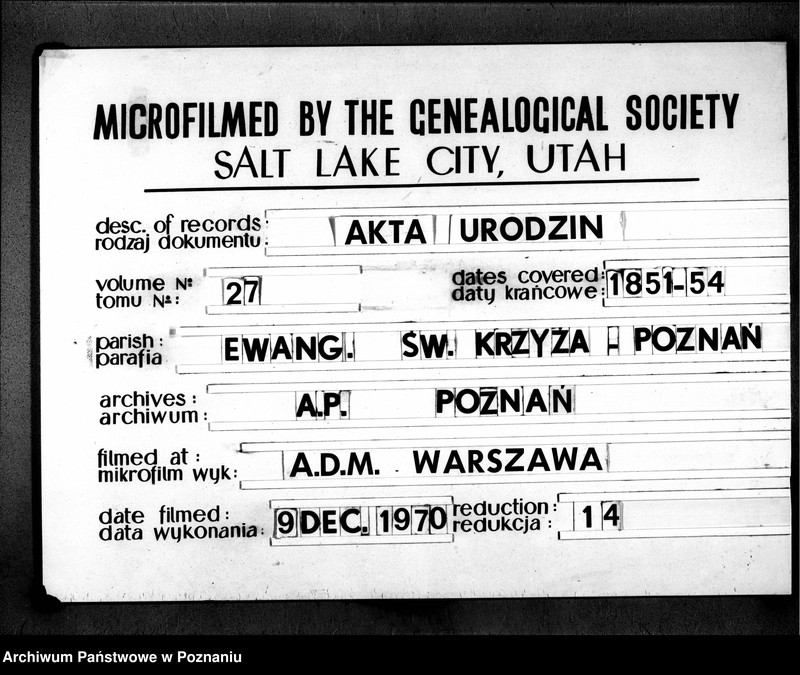 MICROFILMED BY THE GENEALOGICAL SOCIETY
SALT LAKE CITY, UTAH
desc. of records:
rodzaj dokumentu:
AKTA URODZIN
volume №
tomu №:
27
dates covered:
daty krańcowe:
1851-54
parish:
parafia
EWANG. ŚW. KRZYŻA - POZNAŃ
archives:
archiwum:
A.P. POZNAŃ
filmed at:
mikrofilm wyk:
A.D.M. WARSZAWA
date filmed:
data wykonania:
9 DEC. 1970
reduction:
redukcja:
14
Archiwum Państwowe w Poznaniu